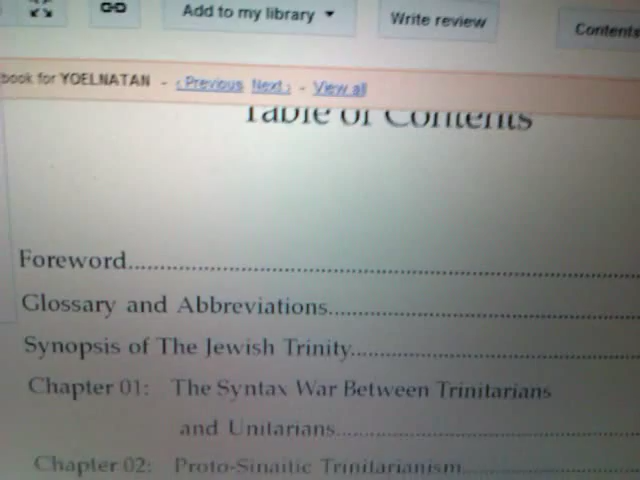 Add to my library Write review Contents
book for YOELNATAN - ‹ Previous Next › - View all
Table of Contents
Foreword
Glossary and Abbreviations
Synopsis of The Jewish Trinity
Chapter 01: The Syntax War Between Trinitarians
and Unitarians
Chapter 02: Proto-Sinaitic Trinitarianism